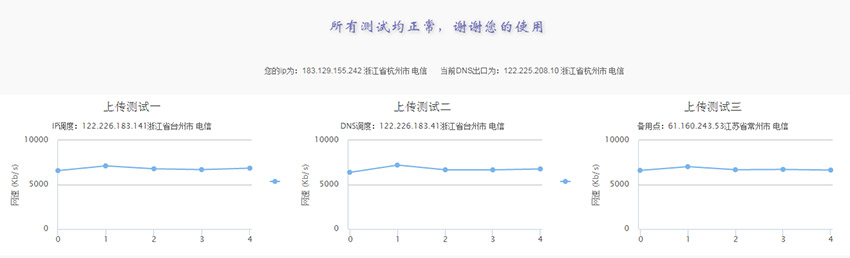 所有测试均正常，谢谢您的使用
您的ip为：183.129.155.242 浙江省杭州市 电信 当前DNS出口为：122.225.208.10 浙江省杭州市 电信
上传测试一
IP调度：122.226.183.141浙江省台州市 电信
网速 (Kb/s)
10000
5000
0
0 1 2 3 4
上传测试二
DNS调度：122.226.183.41浙江省台州市 电信
网速 (Kb/s)
10000
5000
0
0 1 2 3 4
上传测试三
备用点：61.160.243.53江苏省常州市 电信
网速 (Kb/s)
10000
5000
0
0 1 2 3 4